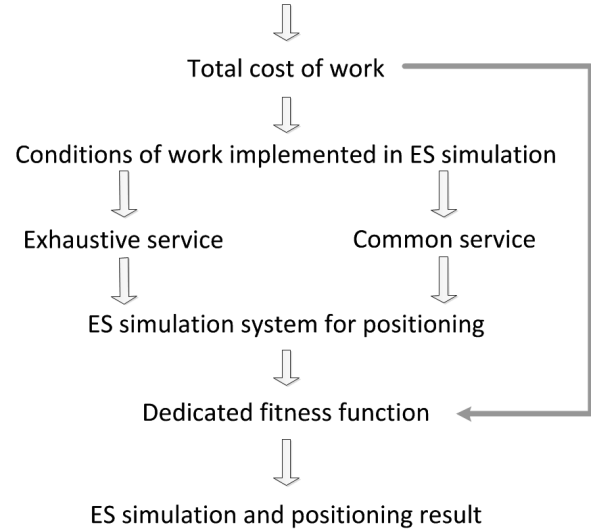 Total cost of work
Conditions of work implemented in ES simulation
Exhaustive service
Common service
ES simulation system for positioning
Dedicated fitness function
ES simulation and positioning result